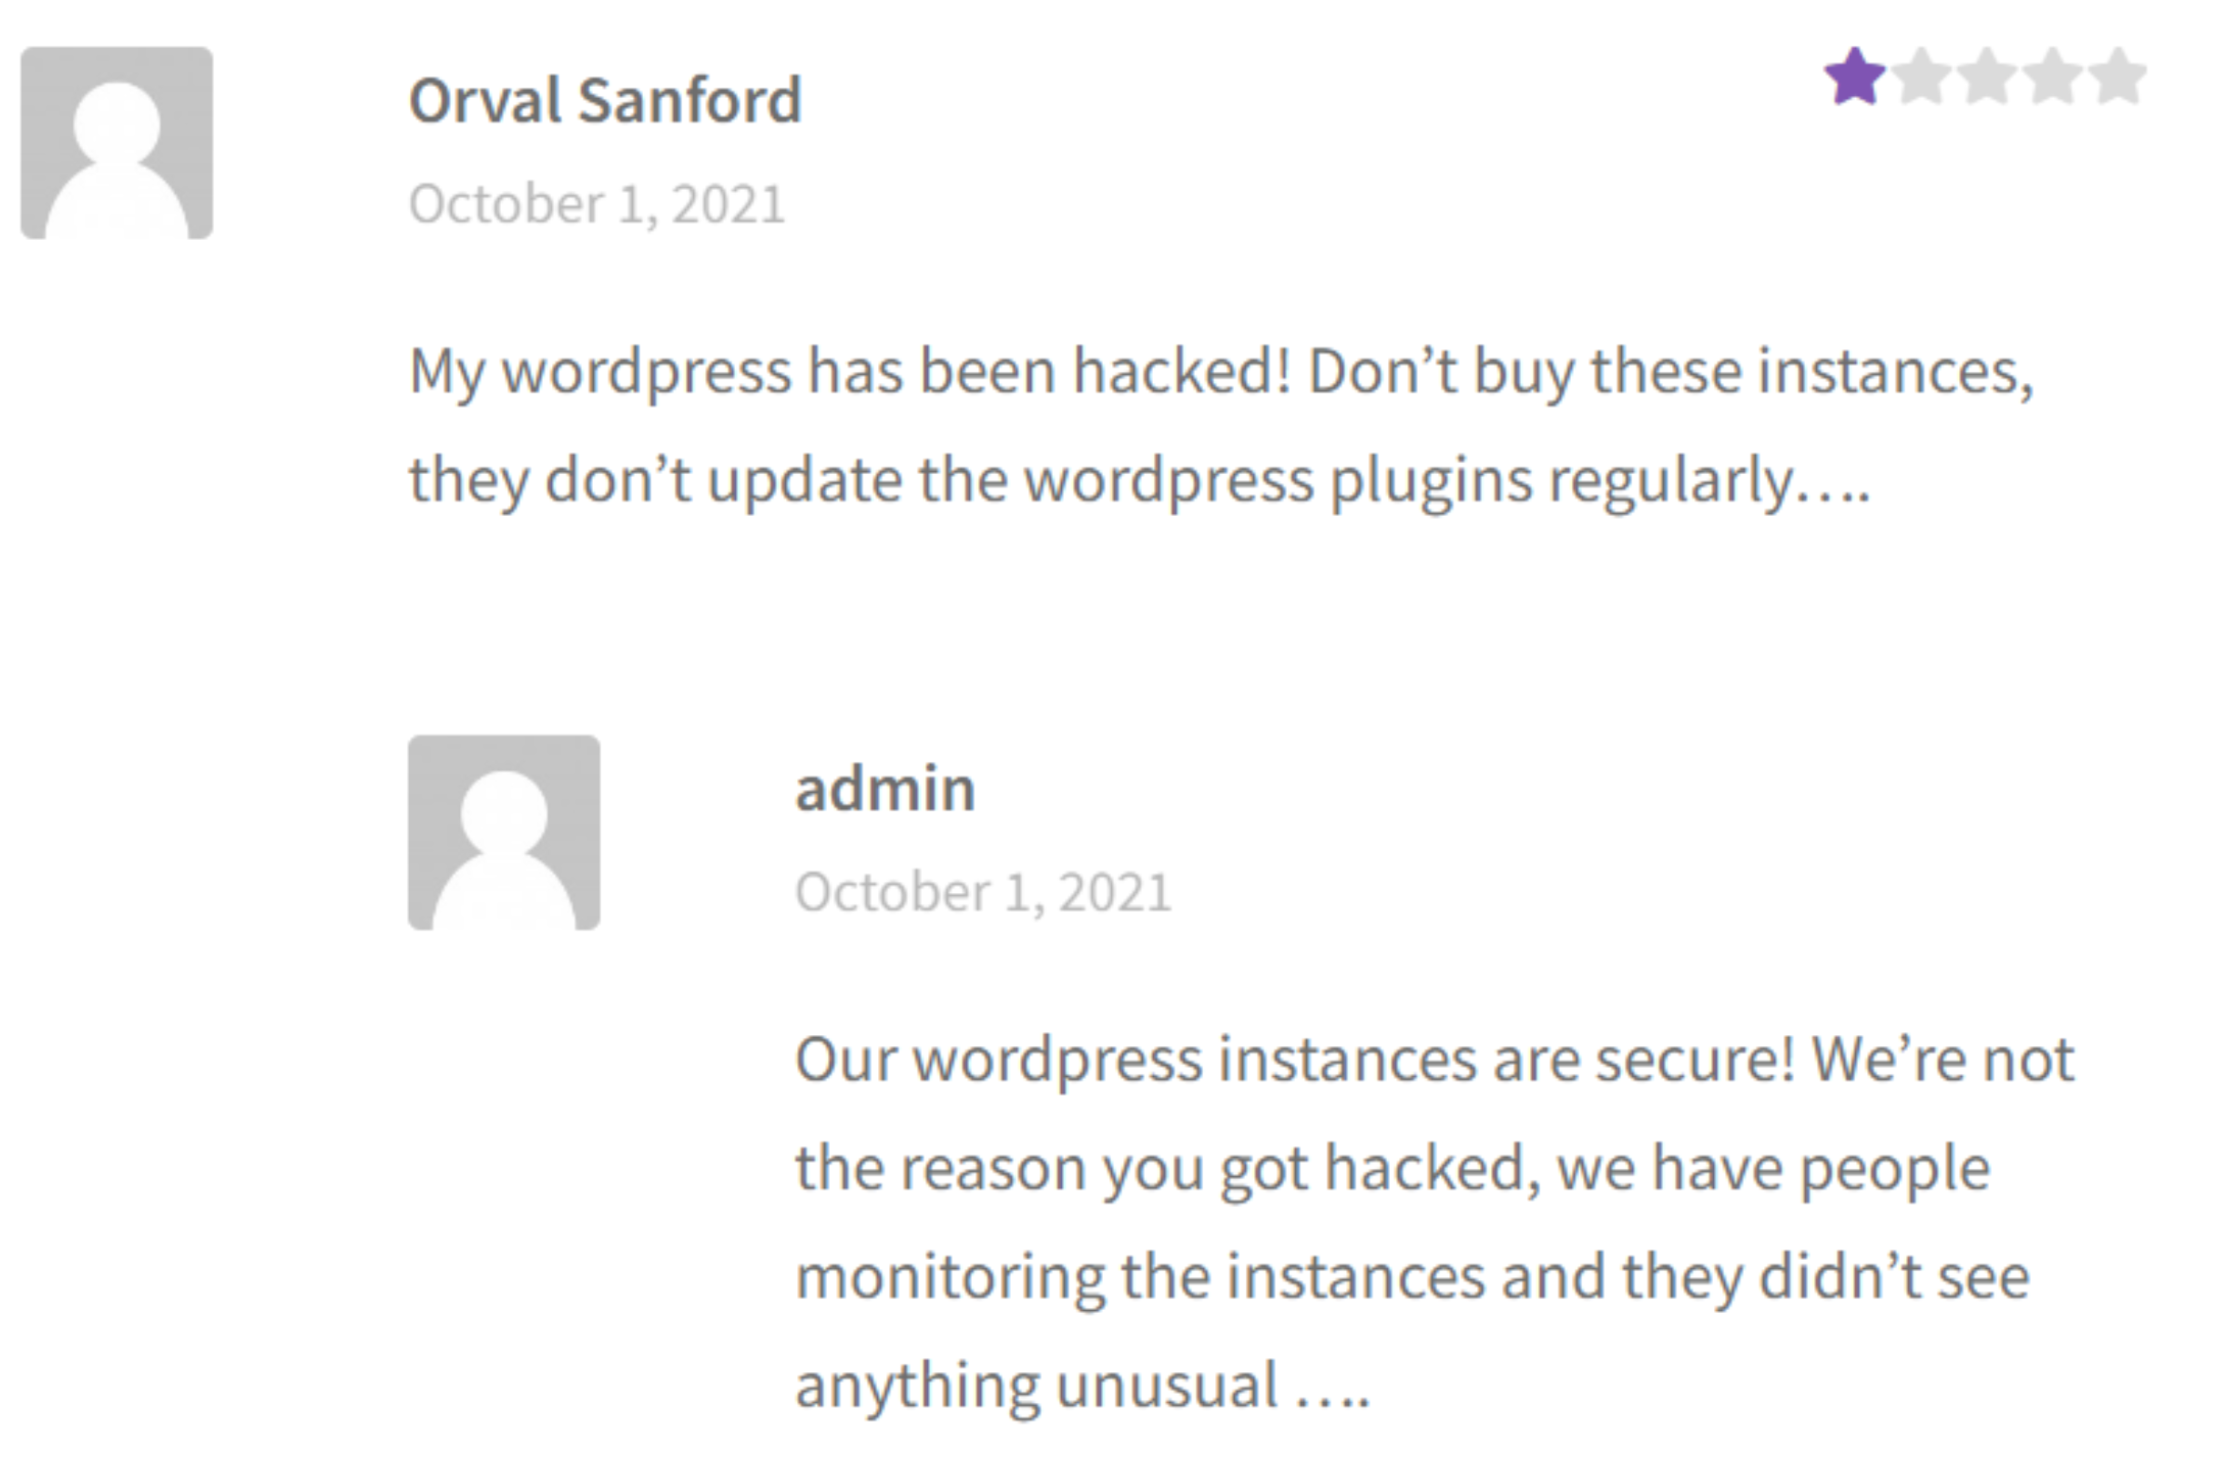 Orval Sanford
October 1, 2021
My wordpress has been hacked! Don’t buy these instances,
they don’t update the wordpress plugins regularly….
admin
October 1, 2021
Our wordpress instances are secure! We’re not
the reason you got hacked, we have people
monitoring the instances and they didn’t see
anything unusual ….